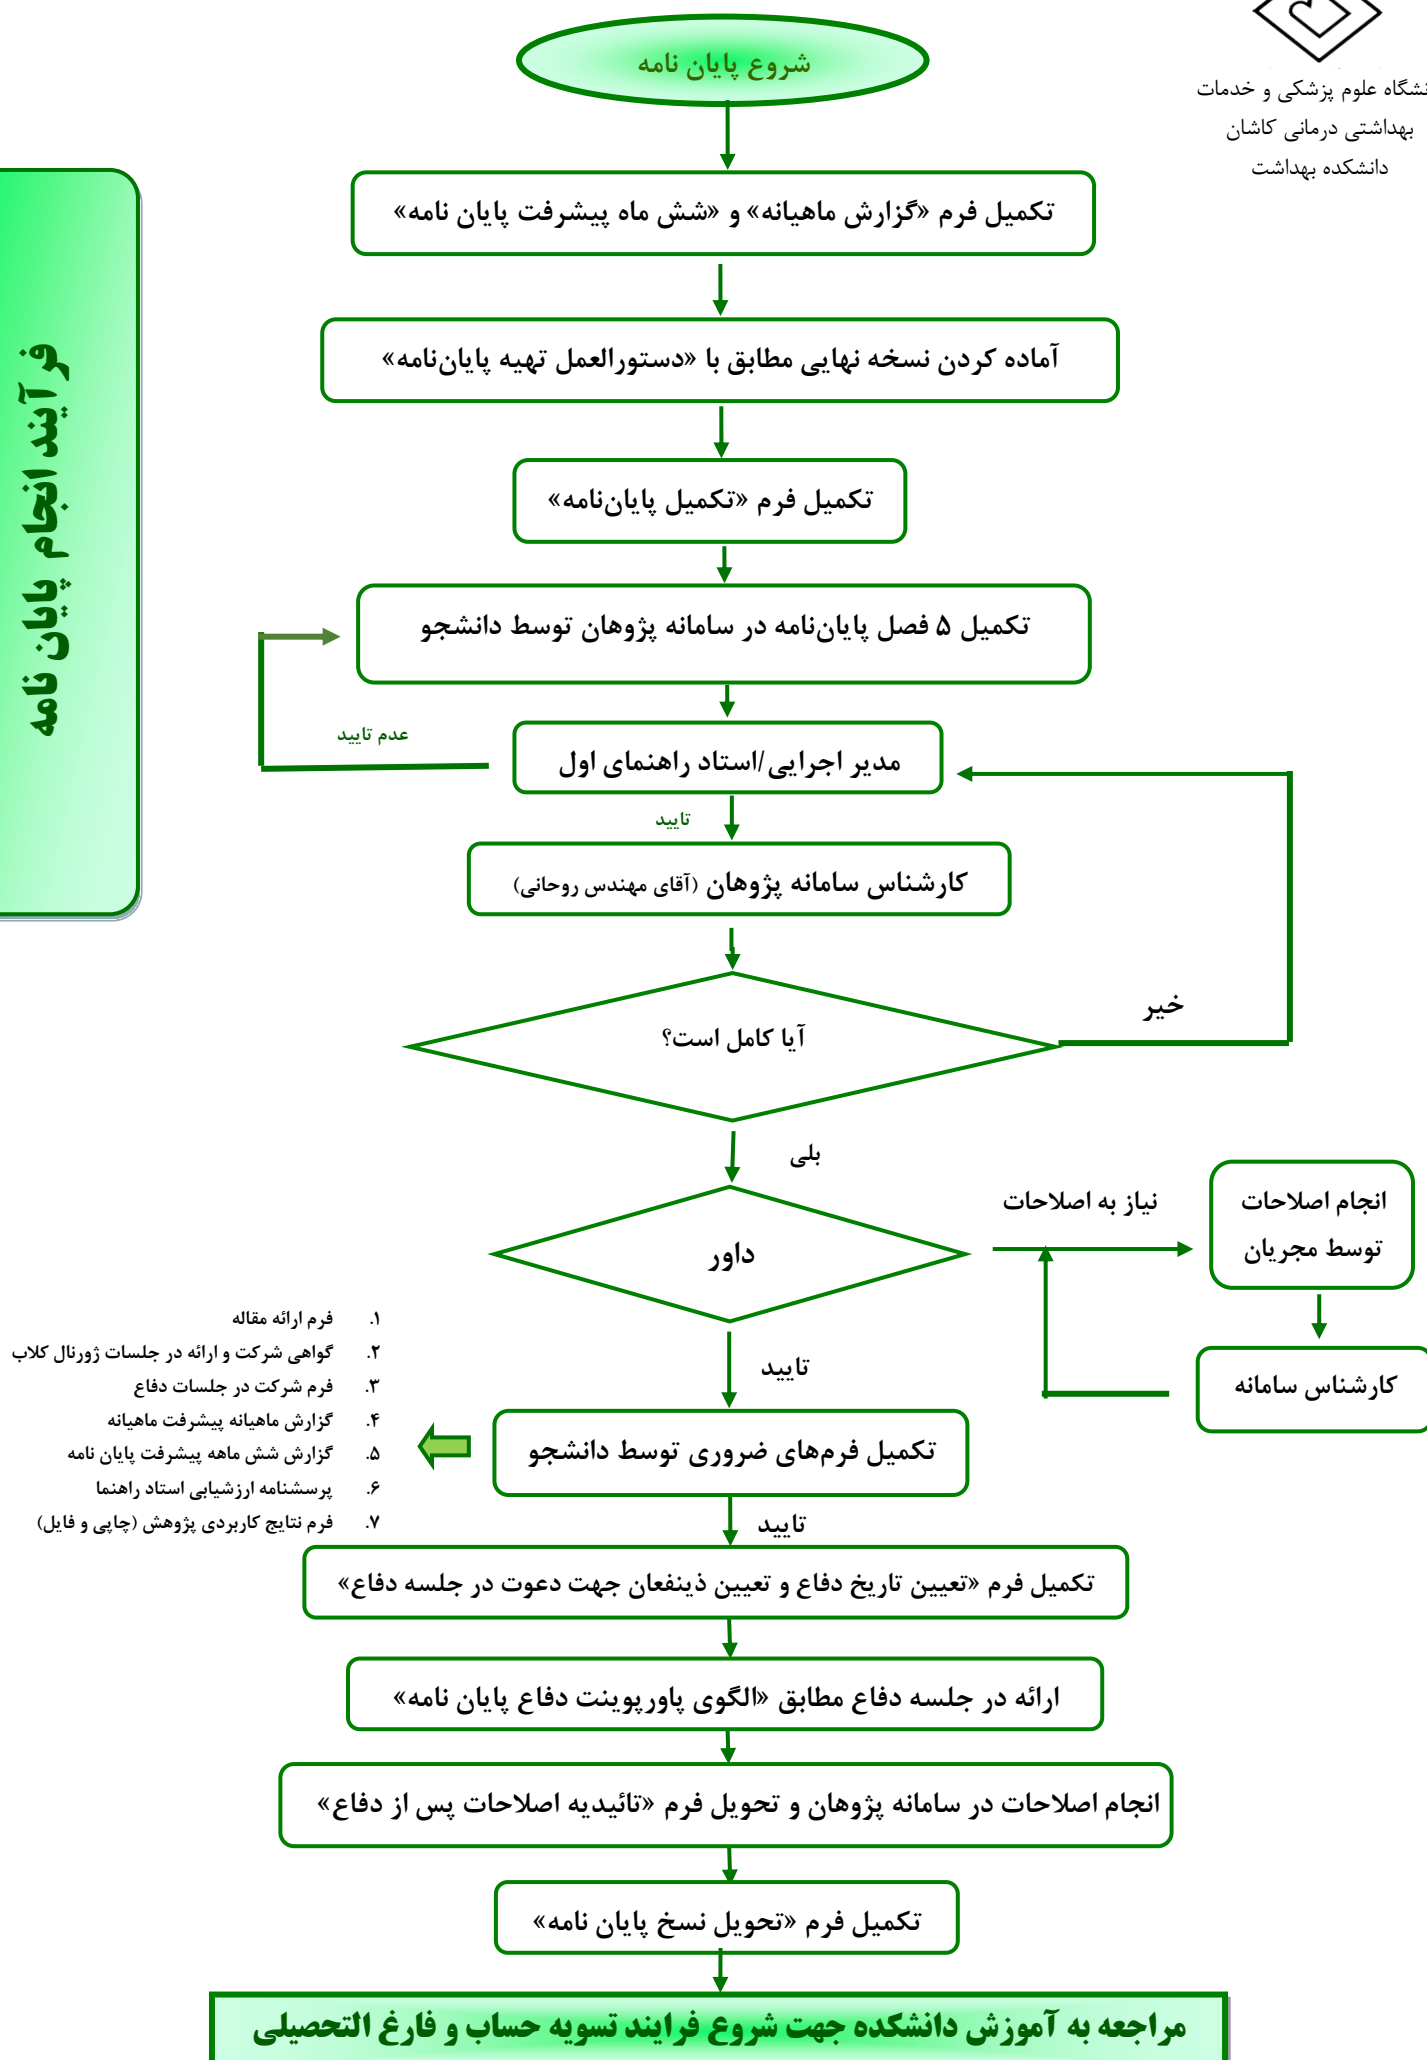 نشگاه علوم پزشکی و خدمات
بهداشتی درمانی کاشان
دانشکده بهداشت
فرآیند انجام پایان نامه
شروع پایان نامه
تکمیل فرم «گزارش ماهیانه» و «شش ماه پیشرفت پایان نامه»
آماده کردن نسخه نهایی مطابق با «دستورالعمل تهیه پایان‌نامه»
تکمیل فرم «تکمیل پایان‌نامه»
تکمیل ۵ فصل پایان‌نامه در سامانه پژوهان توسط دانشجو
عدم تایید
مدیر اجرایی/استاد راهنمای اول
تایید
کارشناس سامانه پژوهان (آقای مهندس روحانی)
آیا کامل است؟
خیر
بلی
داور
نیاز به اصلاحات
انجام اصلاحات
توسط مجریان
کارشناس سامانه
تایید
تکمیل فرم‌های ضروری توسط دانشجو
۱. فرم ارائه مقاله
۲. گواهی شرکت و ارائه در جلسات ژورنال کلاب
۳. فرم شرکت در جلسات دفاع
۴. گزارش ماهیانه پیشرفت ماهیانه
۵. گزارش شش ماهه پیشرفت پایان نامه
۶. پرسشنامه ارزشیابی استاد راهنما
۷. فرم نتایج کاربردی پژوهش (چاپی و فایل)
تایید
تکمیل فرم «تعیین تاریخ دفاع و تعیین ذینفعان جهت دعوت در جلسه دفاع»
ارائه در جلسه دفاع مطابق «الگوی پاورپوینت دفاع پایان نامه»
انجام اصلاحات در سامانه پژوهان و تحویل فرم «تائیدیه اصلاحات پس از دفاع»
تکمیل فرم «تحویل نسخ پایان نامه»
مراجعه به آموزش دانشکده جهت شروع فرایند تسویه حساب و فارغ التحصیلی